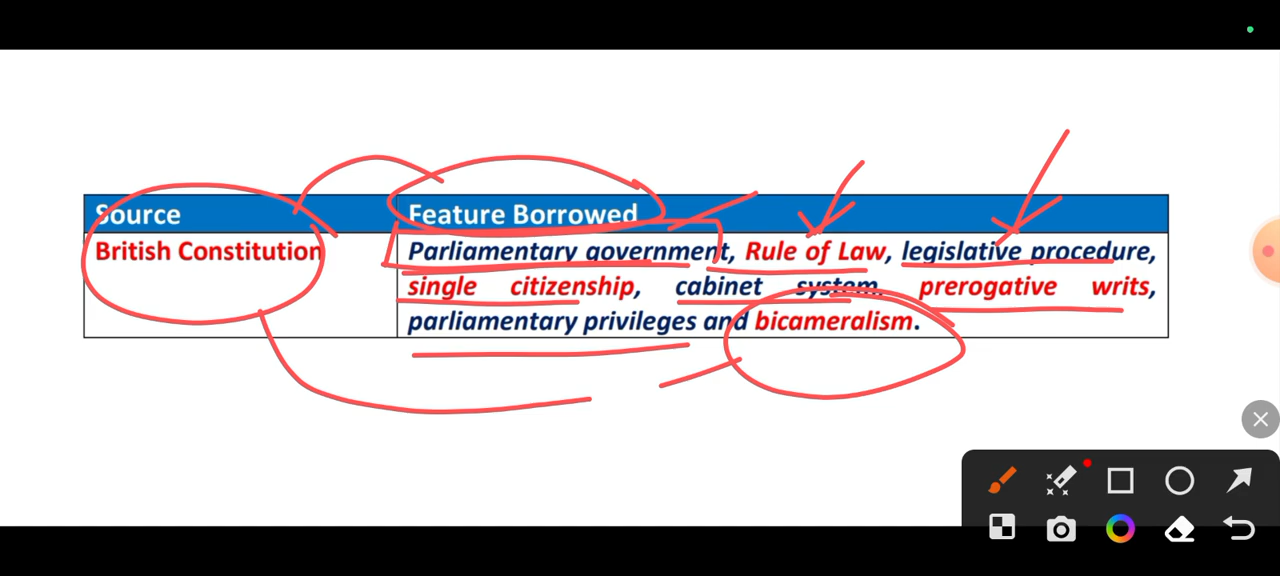 Source Feature Borrowed
British Constitution Parliamentary government, Rule of Law, legislative procedure,
single citizenship, cabinet system, prerogative writs,
parliamentary privileges and bicameralism.